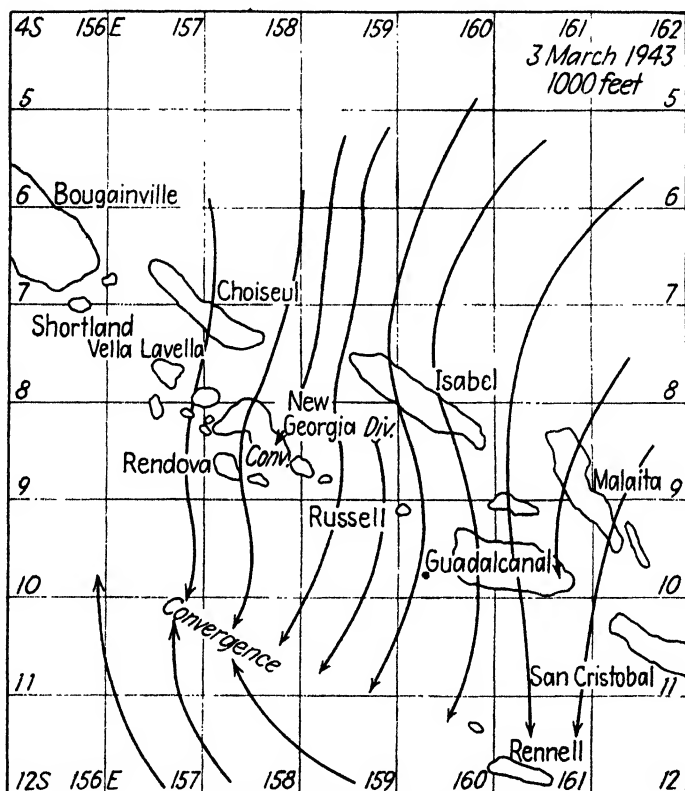 4S 156E 157 158 159 160 161 162
3 March 1943
1000 feet
5 5
6 6
Bougainville
7 7
Choiseul
Shortland
Vella Lavella
Isabel
8 8
New
Georgia Div.
Rendova Conv.
Malaita
9 9
Russell
Guadalcanal
10 10
Convergence
San Cristobal
11 11
Rennell
12S 156E 157 158 159 160 161 12